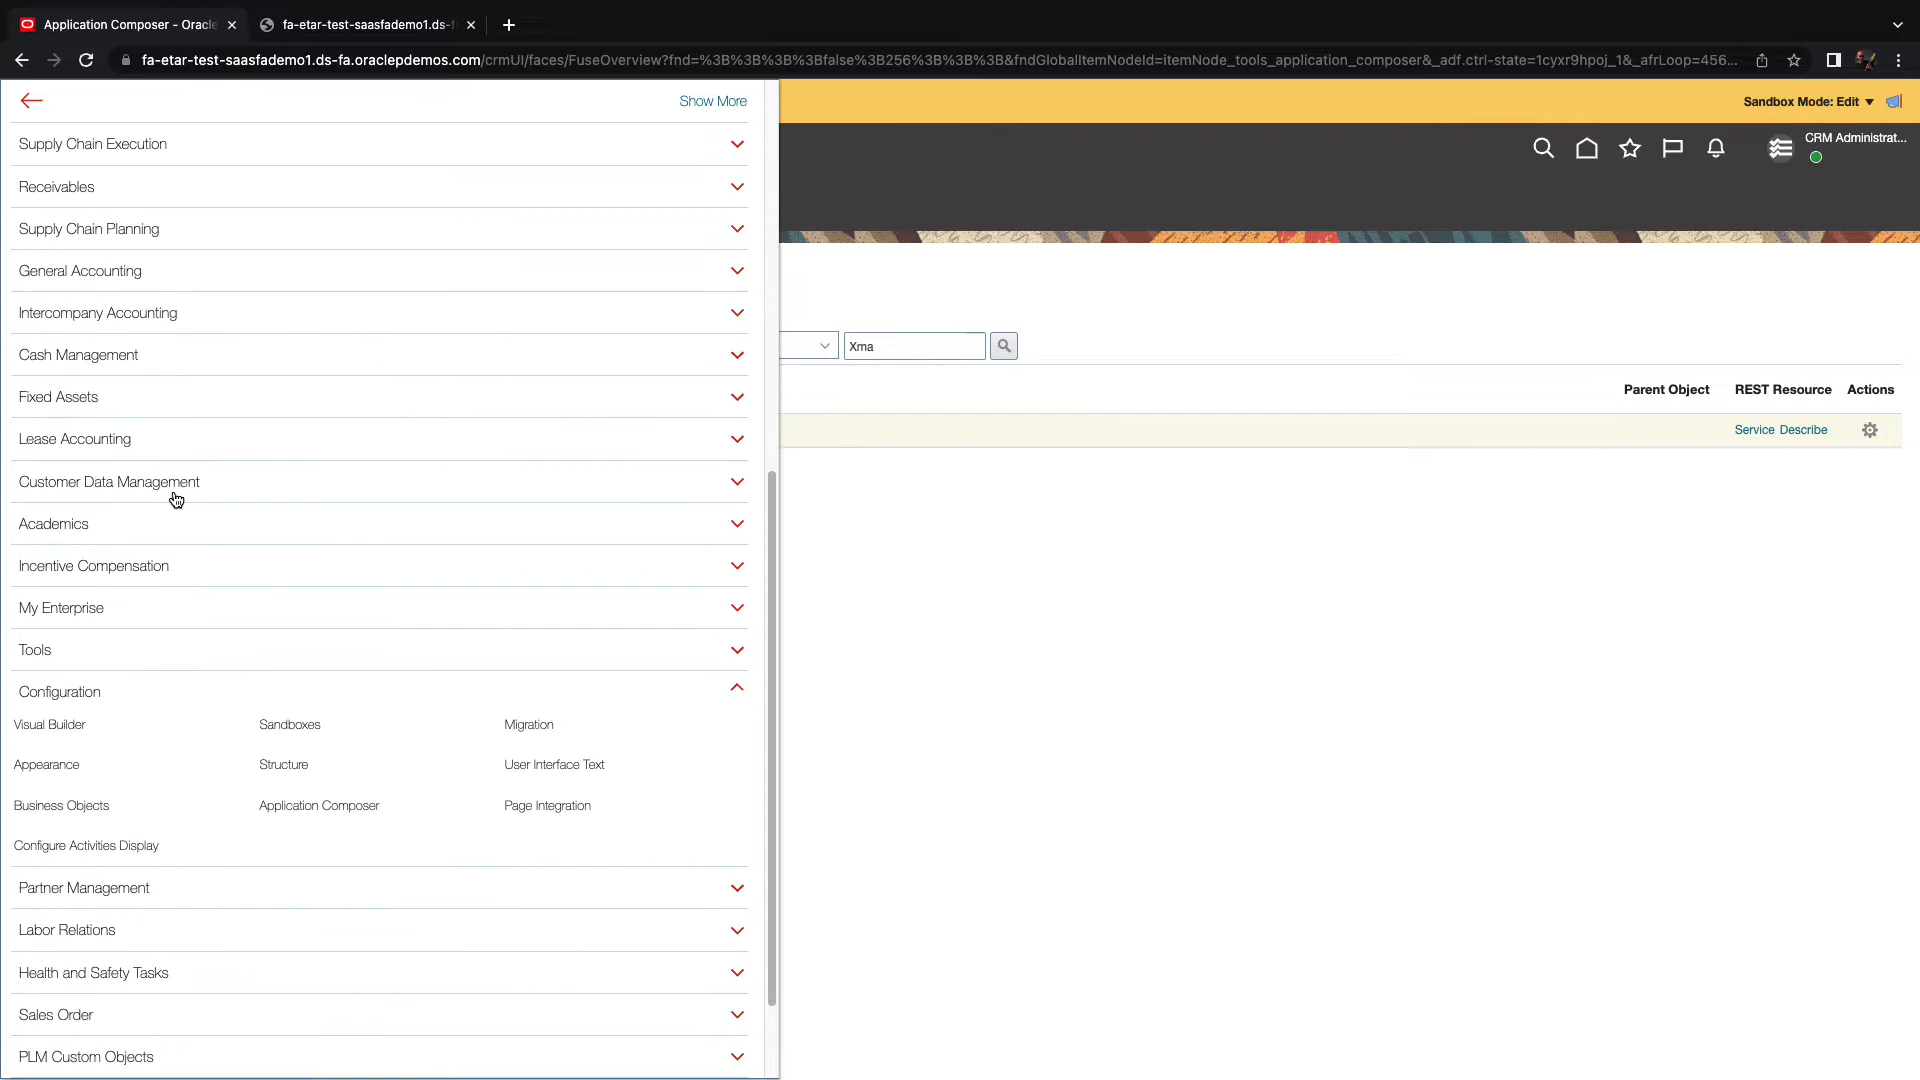 Application Composer - Oracle
fa-etar-test-saasfademo1.ds-f
fa-etar-test-saasfademo1.ds-fa.oraclepdemos.com/crmUI/faces/FuseOverview?fnd=%3B%3B%3B%3Bfalse%3B256%3B%3B%3B&fndGlobalItemNodeId=itemNode_tools_application_composer&_adf.ctrl-state=1cyxr9hpoj_1&_afrLoop=456...
Show More
Sandbox Mode: Edit
CRM Administrat...
Supply Chain Execution
Receivables
Supply Chain Planning
General Accounting
Intercompany Accounting
Cash Management
Xma
Fixed Assets
Parent Object REST Resource Actions
Lease Accounting
Service Describe
Customer Data Management
Academics
Incentive Compensation
My Enterprise
Tools
Configuration
Visual Builder Sandboxes Migration
Appearance Structure User Interface Text
Business Objects Application Composer Page Integration
Configure Activities Display
Partner Management
Labor Relations
Health and Safety Tasks
Sales Order
PLM Custom Objects